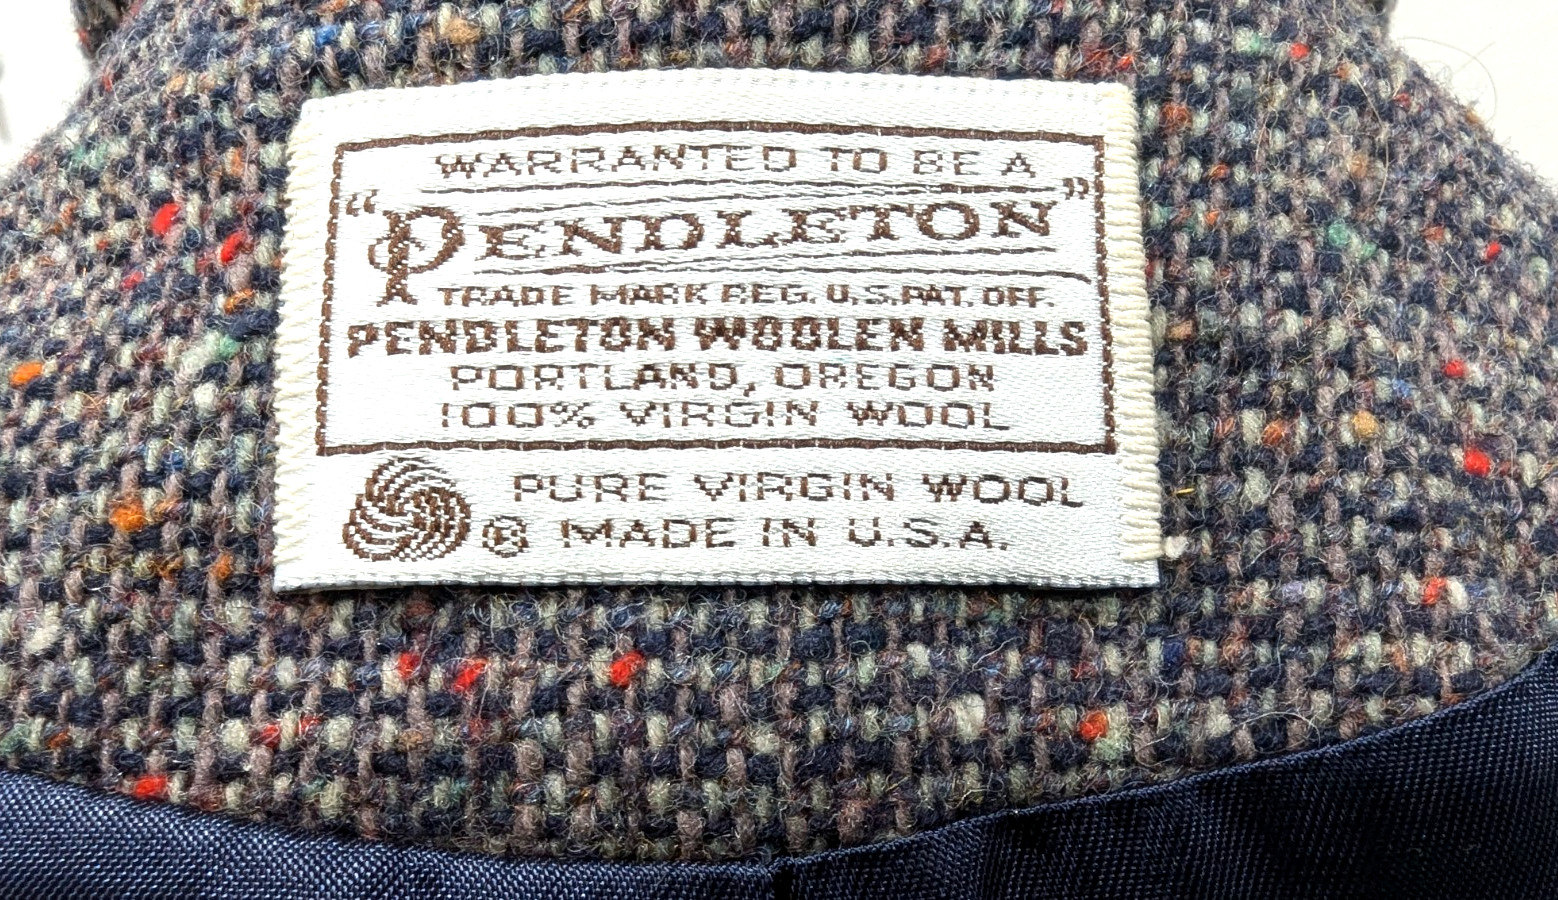 WARRANTED TO BE A
"PENDLETON"
TRADE MARK REG. U.S. PAT. OFF.
PENDLETON WOOLEN MILLS
PORTLAND, OREGON
100% VIRGIN WOOL
PURE VIRGIN WOOL
® MADE IN U.S.A.